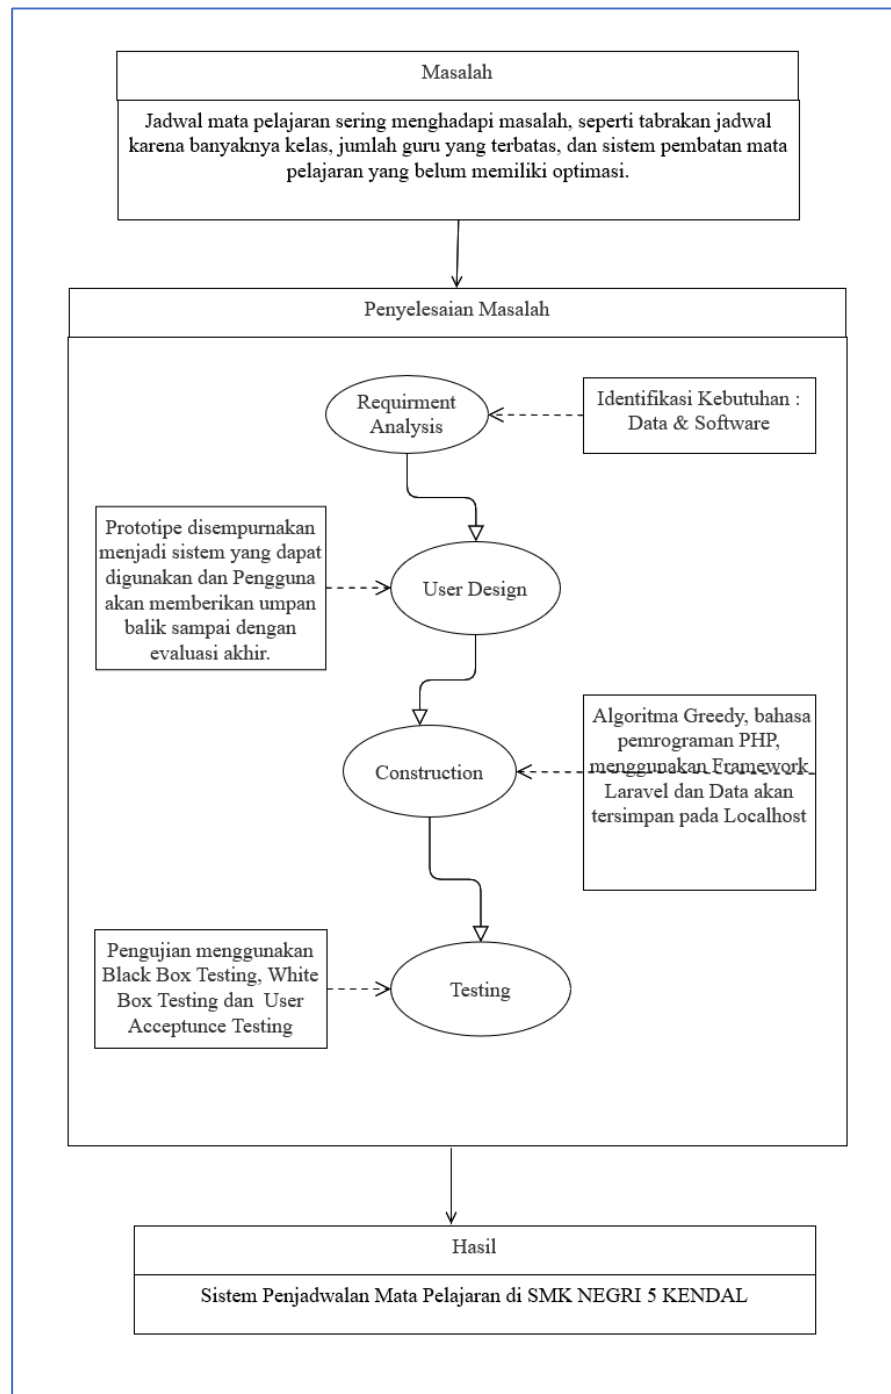 Masalah
Jadwal mata pelajaran sering menghadapi masalah, seperti tabrakan jadwal
karena banyaknya kelas, jumlah guru yang terbatas, dan sistem pembatan mata
pelajaran yang belum memiliki optimasi.
Penyelesaian Masalah
Requirment
Analysis
Identifikasi Kebutuhan :
Data & Software
Prototipe disempurnakan
menjadi sistem yang dapat
digunakan dan Pengguna
akan memberikan umpan
balik sampai dengan
evaluasi akhir.
User Design
Construction
Algoritma Greedy, bahasa
pemrograman PHP,
menggunakan Framework
Laravel dan Data akan
tersimpan pada Localhost
Pengujian menggunakan
Black Box Testing, White
Box Testing dan User
Acceptunce Testing
Testing
Hasil
Sistem Penjadwalan Mata Pelajaran di SMK NEGRI 5 KENDAL